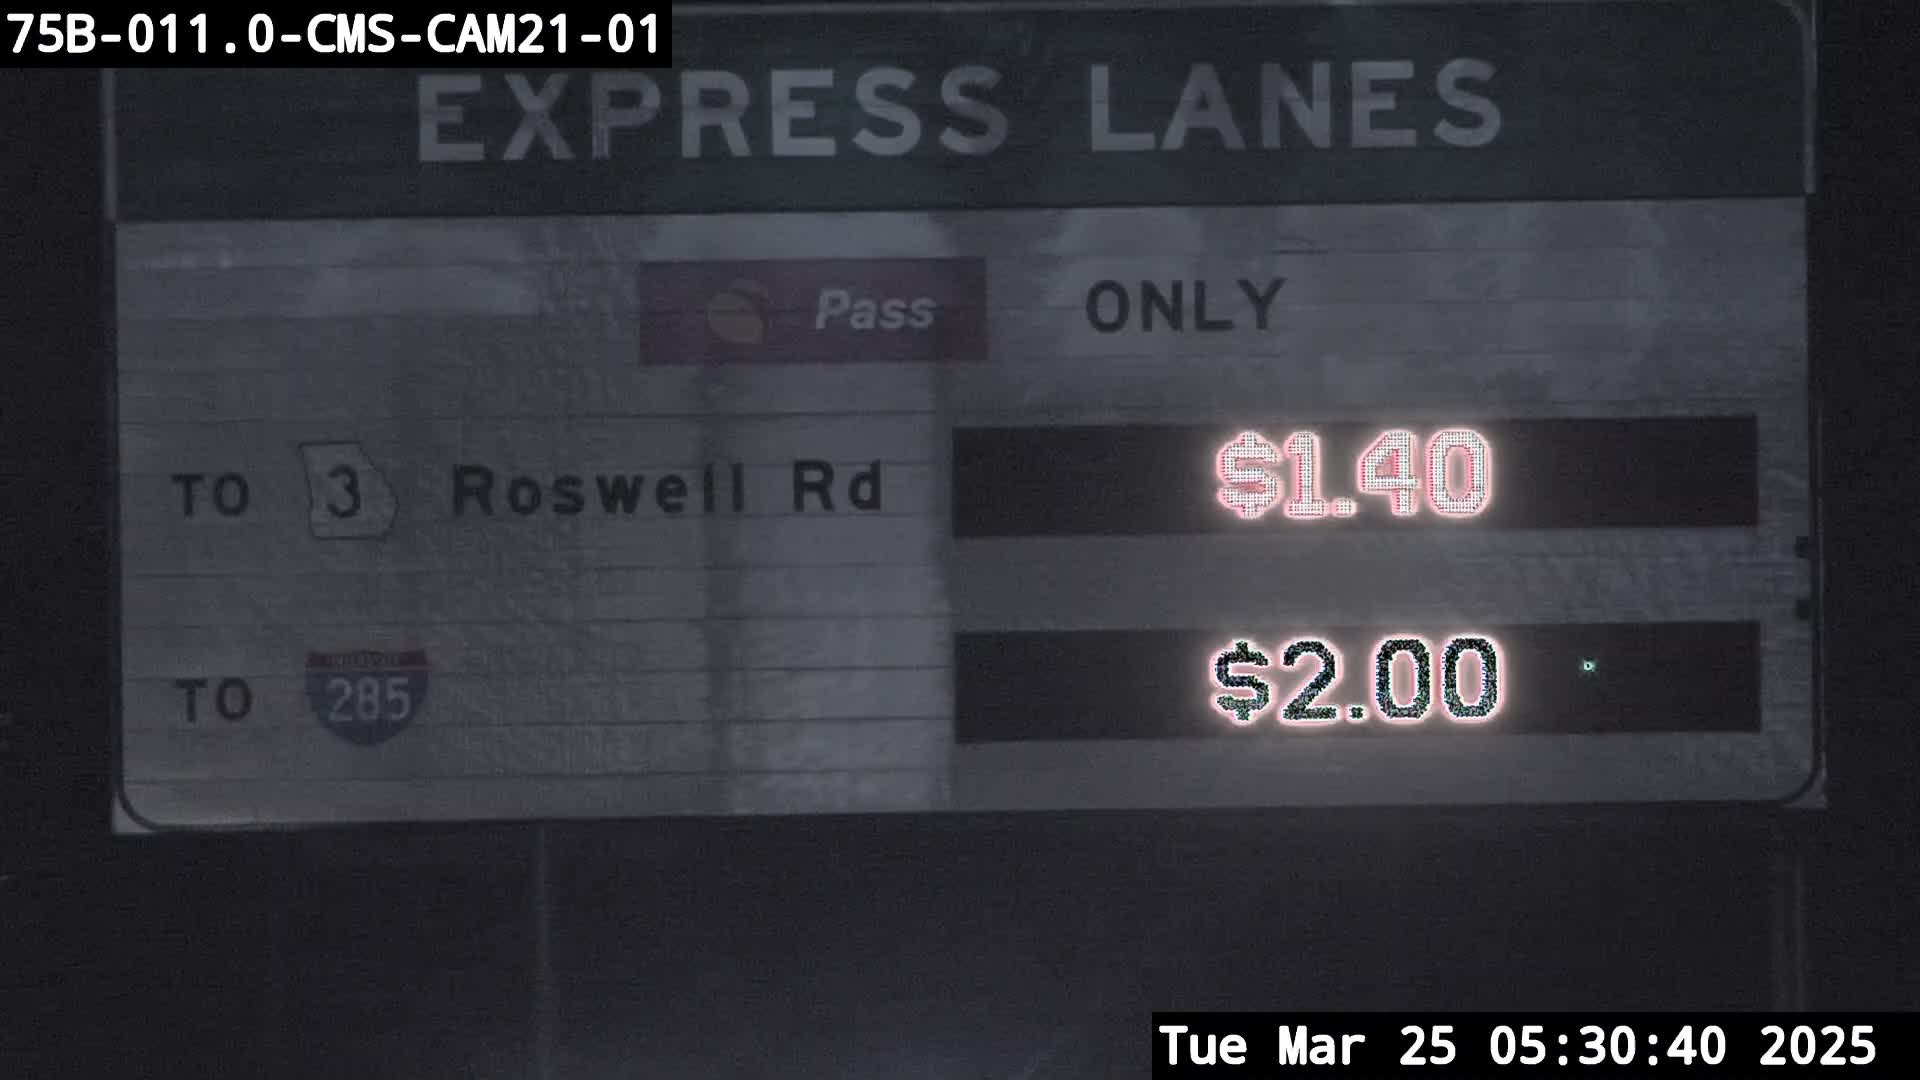 75B-011.0-CMS-CAM21-01
EXPRESS LANES
Pass ONLY
TO 3 Roswell Rd $1.40
TO 285 $2.00
Tue Mar 25 05:30:40 2025